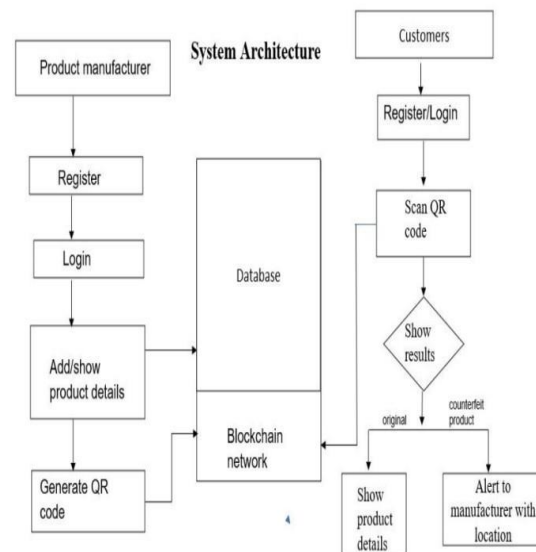 System Architecture
Product manufacturer
Register
Login
Add/show
product details
Generate QR
code
Database
Blockchain
network
Customers
Register/Login
Scan QR
code
Show
results
original
counterfeit
product
Show
product
details
Alert to
manufacturer with
location